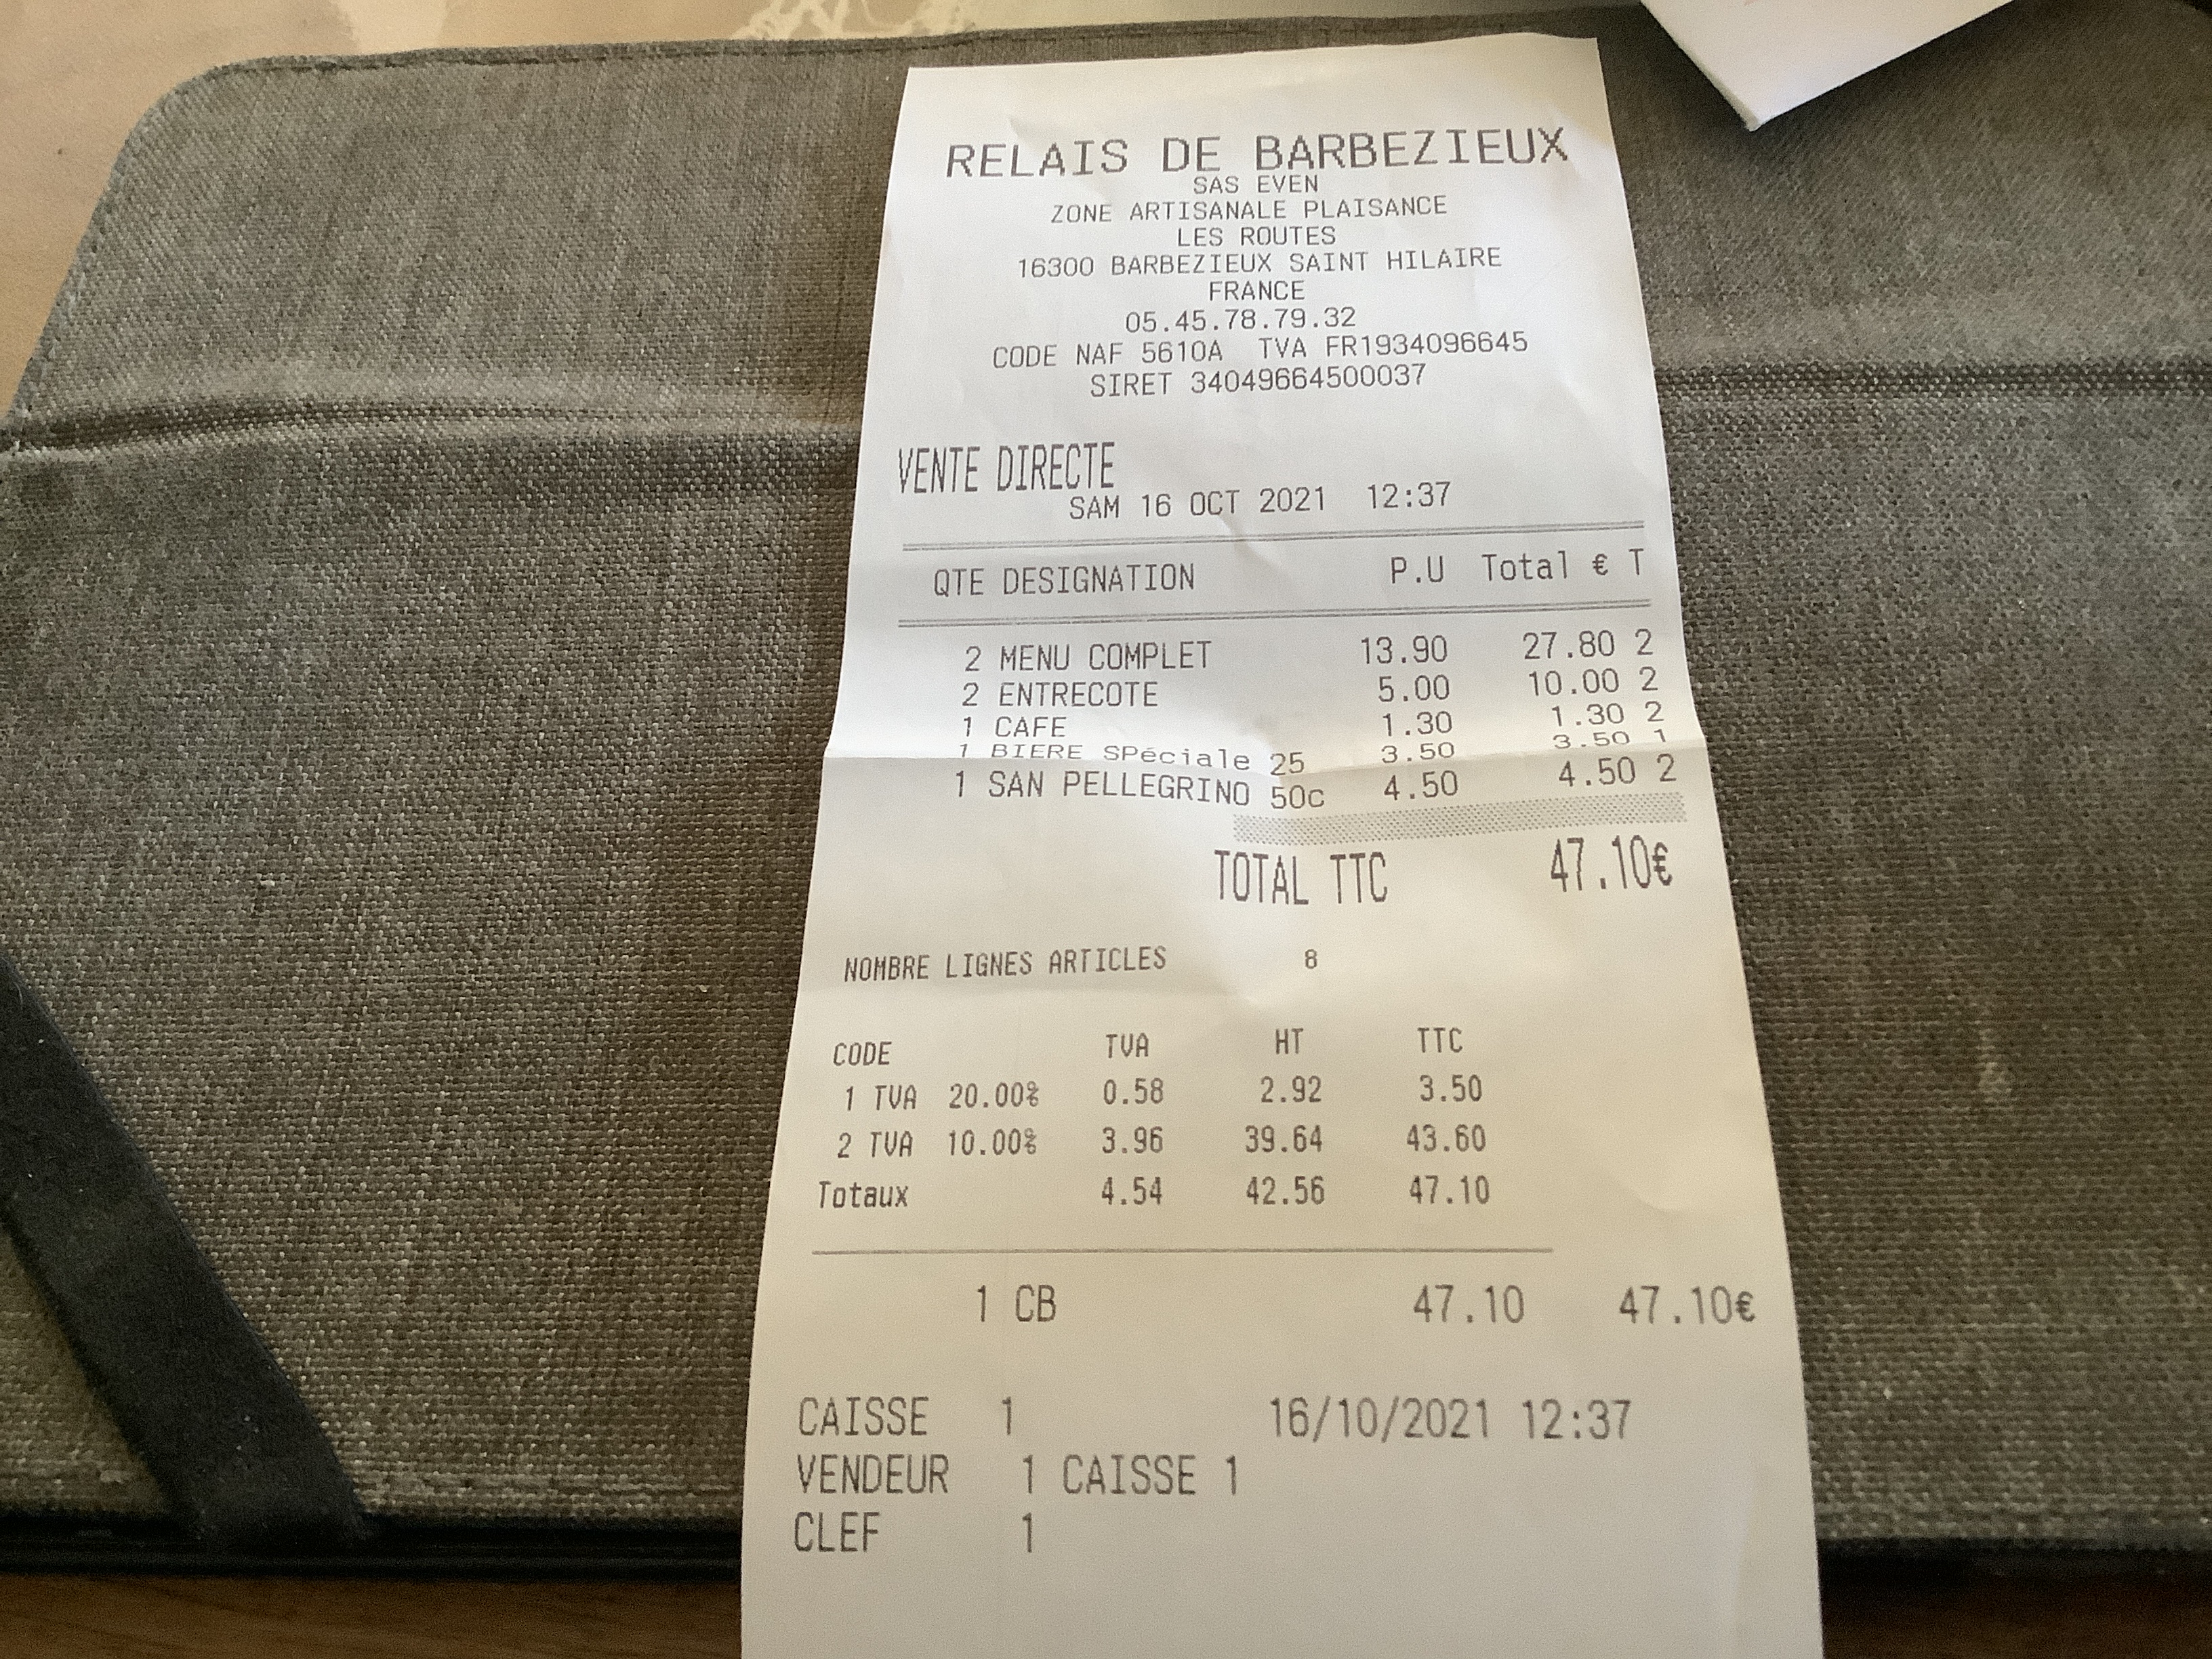 RELAIS DE BARBEZIEUX
SAS EVEN
ZONE ARTISANALE PLAISANCE
LES ROUTES
16300 BARBEZIEUX SAINT HILAIRE
FRANCE
05.45.78.79.32
CODE NAF 5610A TVA FR1934096645
SIRET 34049664500037
VENTE DIRECTE
SAM 16 OCT 2021 12:37
QTE DESIGNATION P.U Total € T
2 MENU COMPLET 13.90 27.80 2
2 ENTRECOTE 5.00 10.00 2
1 CAFE 1.30 1.30 2
1 BIERE SPéciale 25 3.50 3.50 1
1 SAN PELLEGRINO 50c 4.50 4.50 2
TOTAL TTC 47.10€
NOMBRE LIGNES ARTICLES 8
CODE TVA HT TTC
1 TVA 20.00% 0.58 2.92 3.50
2 TVA 10.00% 3.96 39.64 43.60
Totaux 4.54 42.56 47.10
1 CB 47.10 47.10€
CAISSE 1 16/10/2021 12:37
VENDEUR 1 CAISSE 1
CLEF 1